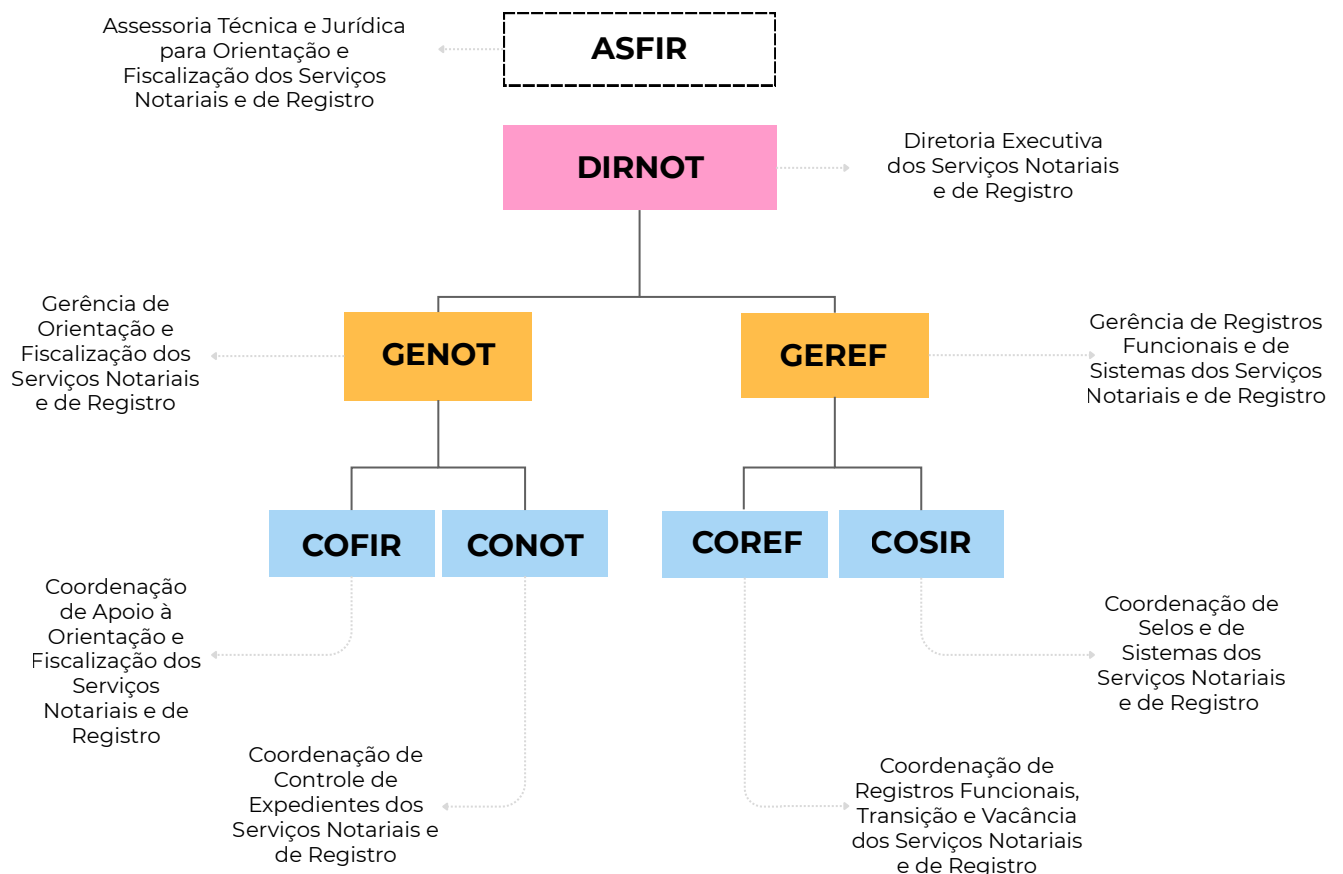 Assessoria Técnica e Jurídica
para Orientação e
Fiscalização dos Serviços
Notariais e de Registro
ASFIR
DIRNOT
Diretoria Executiva
dos Serviços Notariais
e de Registro
Gerência de
Orientação e
Fiscalização dos
Serviços Notariais
e de Registro
GENOT
GEREF
Gerência de Registros
Funcionais e de
Sistemas dos Serviços
Notariais e de Registro
COFIR
CONOT
COREF
COSIR
Coordenação
de Apoio à
Orientação e
Fiscalização dos
Serviços
Notariais e de
Registro
Coordenação de
Controle de
Expedientes dos
Serviços Notariais e
de Registro
Coordenação de
Registros Funcionais,
Transição e Vacância
dos Serviços Notariais
e de Registro
Coordenação de
Selos e de
Sistemas dos
Serviços Notariais
e de Registro